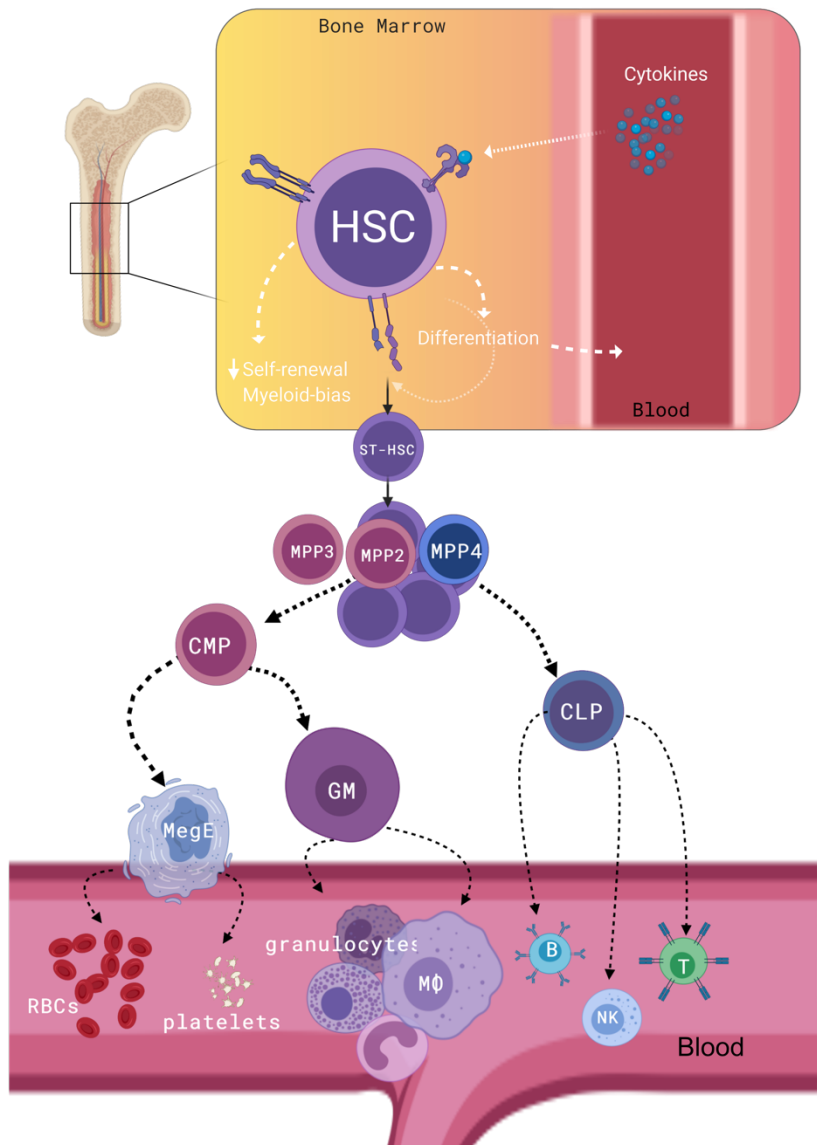 Bone Marrow
Cytokines
HSC
Differentiation
Self-renewal
Myeloid-bias
Blood
ST-HSC
MPP3
MPP2
MPP4
CMP
CLP
GM
MegE
granulocytes
B
MΦ
T
RBCs
platelets
NK
Blood